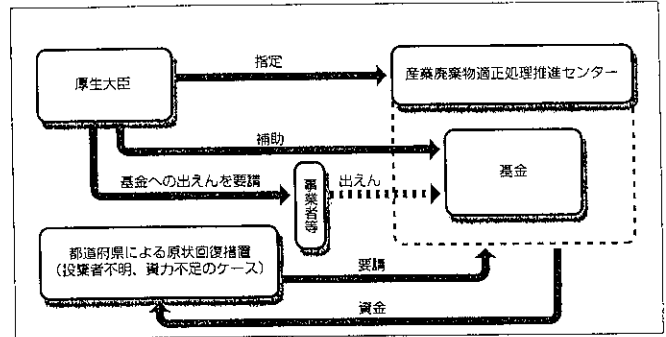 厚生大臣
指定
産業廃棄物適正処理推進センター
補助
基金
基金への出えんを要請
事業者等
出えん
都道府県による原状回復措置
（投棄者不明、資力不足のケース）
要請
資金